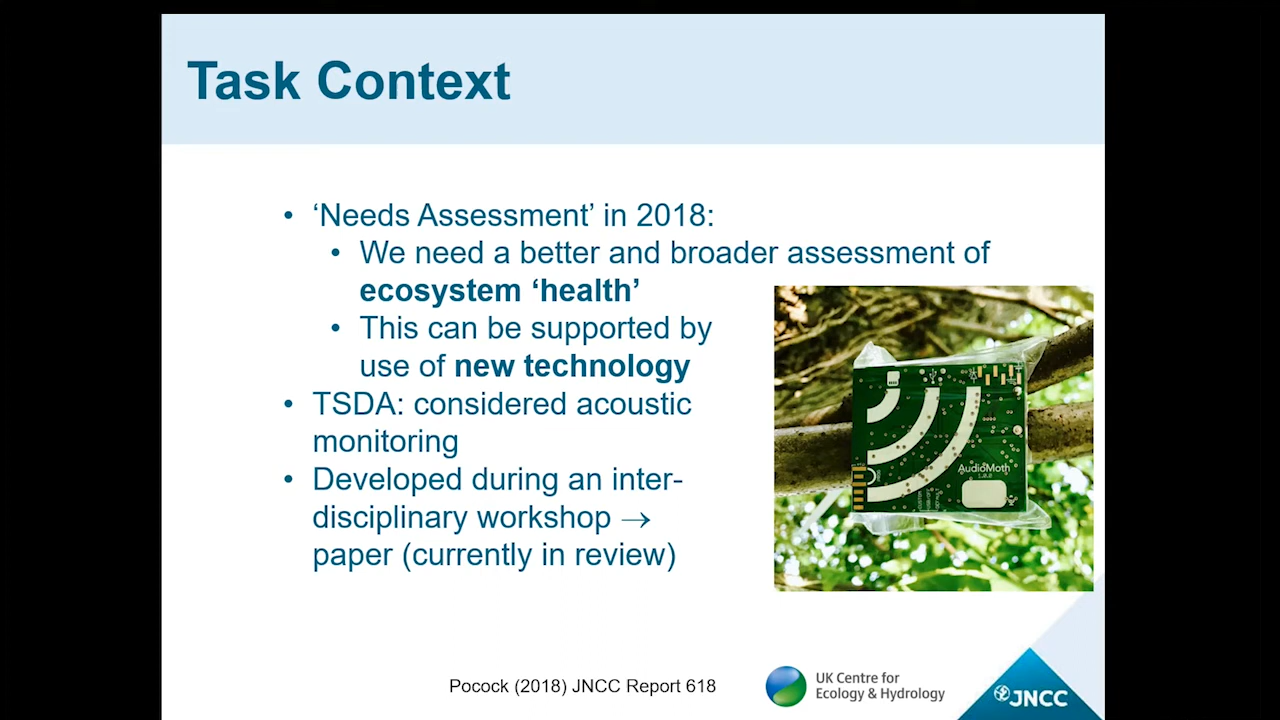 Task Context
• ‘Needs Assessment’ in 2018:
• We need a better and broader assessment of
ecosystem ‘health’
• This can be supported by
use of new technology
• TSDA: considered acoustic
monitoring
• Developed during an inter-
disciplinary workshop →
paper (currently in review)
AudioMoth
Pocock (2018) JNCC Report 618
UK Centre for
Ecology & Hydrology
JNCC